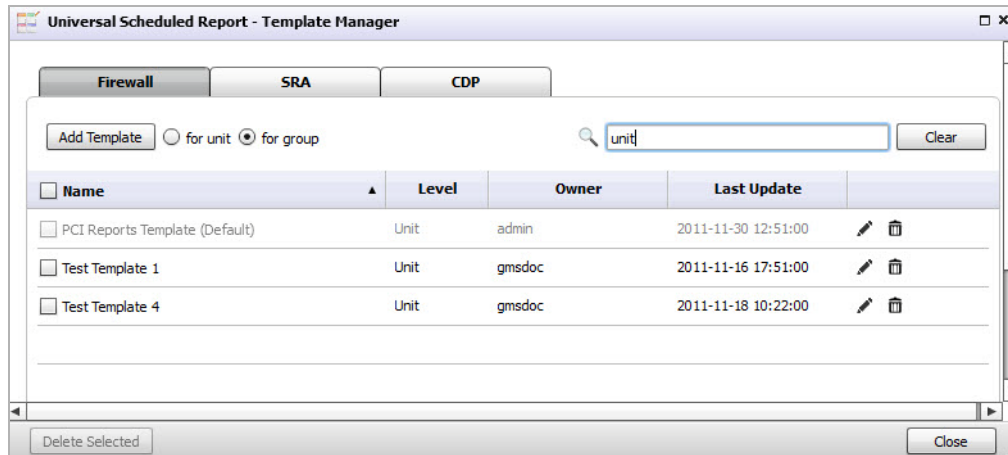 Universal Scheduled Report - Template Manager
Firewall SRA CDP
Add Template for unit for group unit Clear
Name Level Owner Last Update
PCI Reports Template (Default) Unit admin 2011-11-30 12:51:00
Test Template 1 Unit gmsdoc 2011-11-16 17:51:00
Test Template 4 Unit gmsdoc 2011-11-18 10:22:00
Delete Selected Close